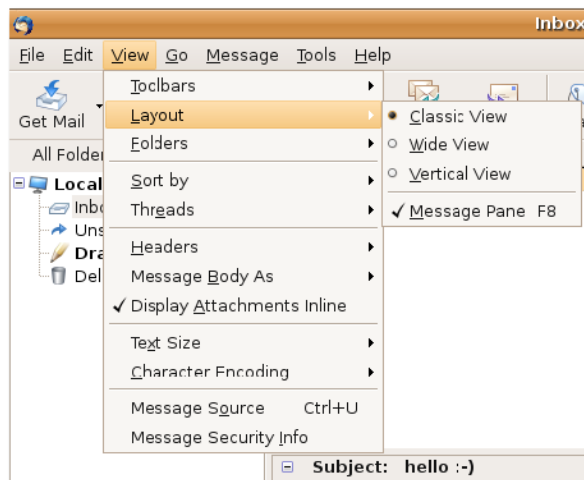 Inbox
File Edit View Go Message Tools Help
Toolbars
Get Mail
Layout
Classic View
All Folder
Folders
Wide View
Local
Sort by
Vertical View
Inbo
Threads
Message Pane F8
Uns
Dra
Headers
Del
Message Body As
Display Attachments Inline
Text Size
Character Encoding
Message Source Ctrl+U
Message Security Info
Subject: hello :-)